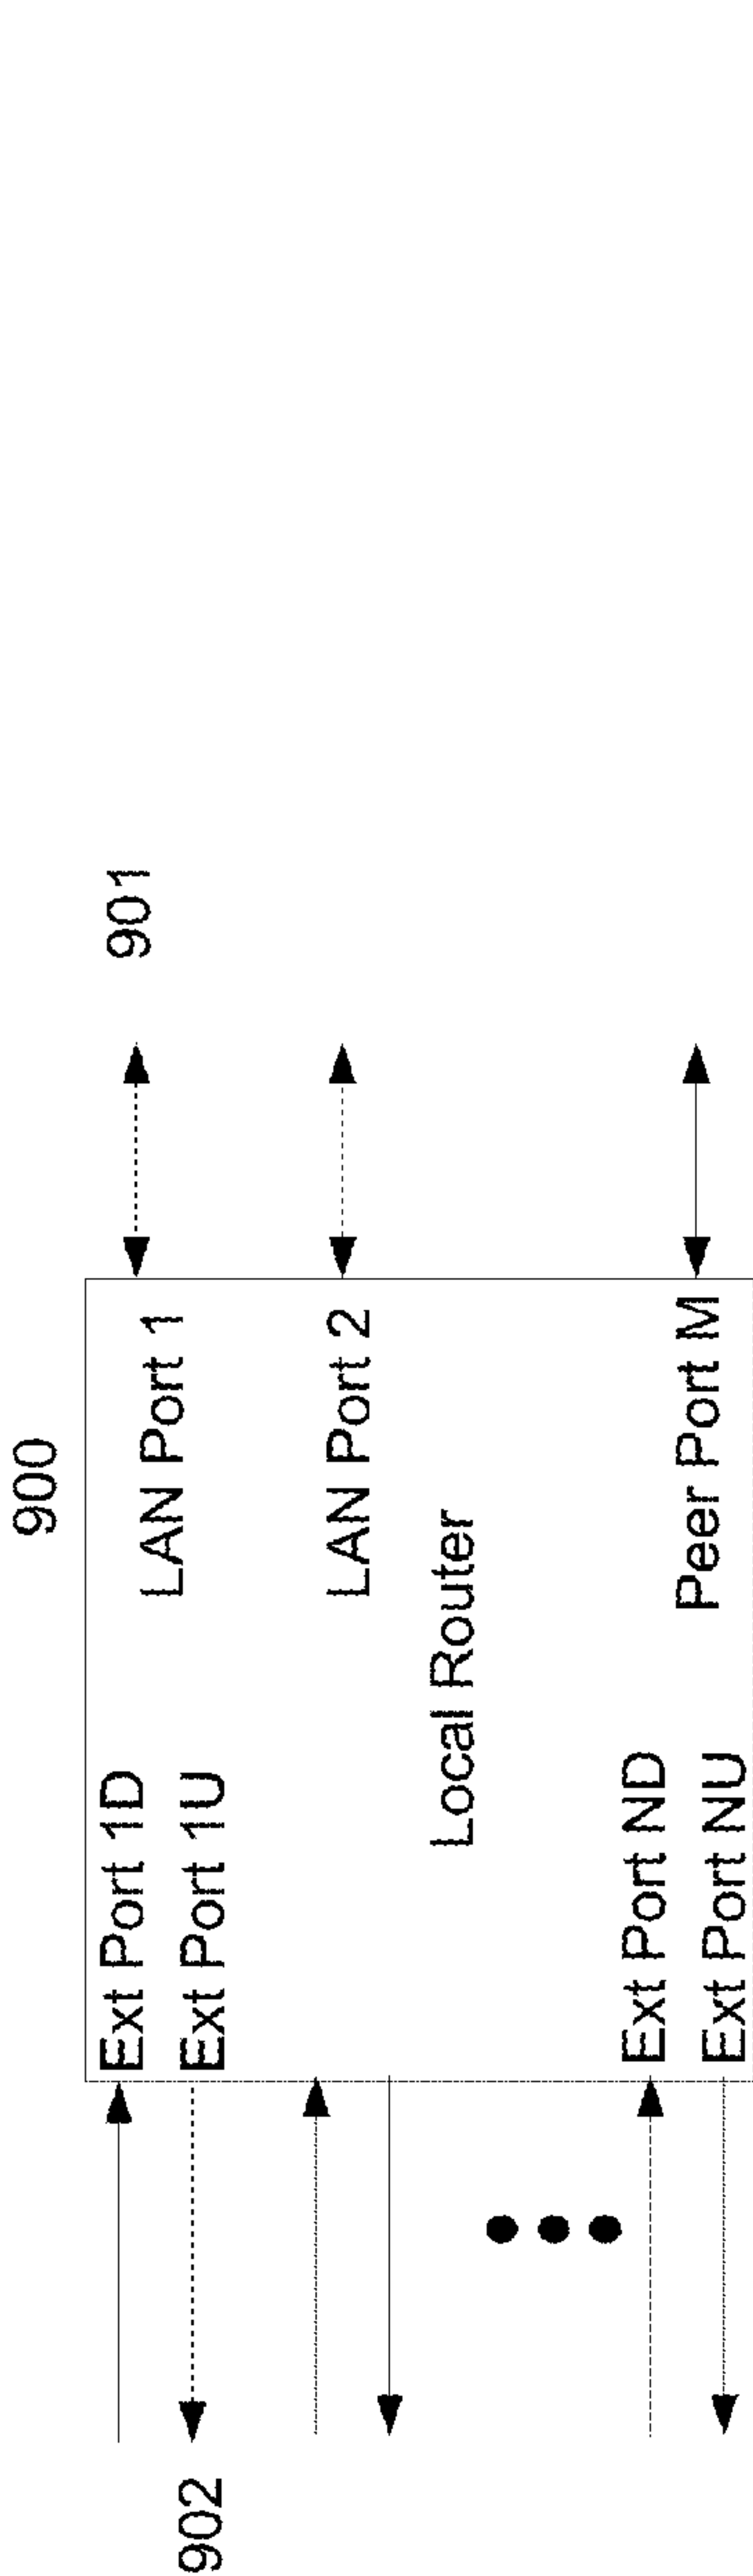 900
901
902
Ext Port 1D
Ext Port 1U
LAN Port 1
LAN Port 2
Local Router
Ext Port ND
Ext Port NU
Peer Port M